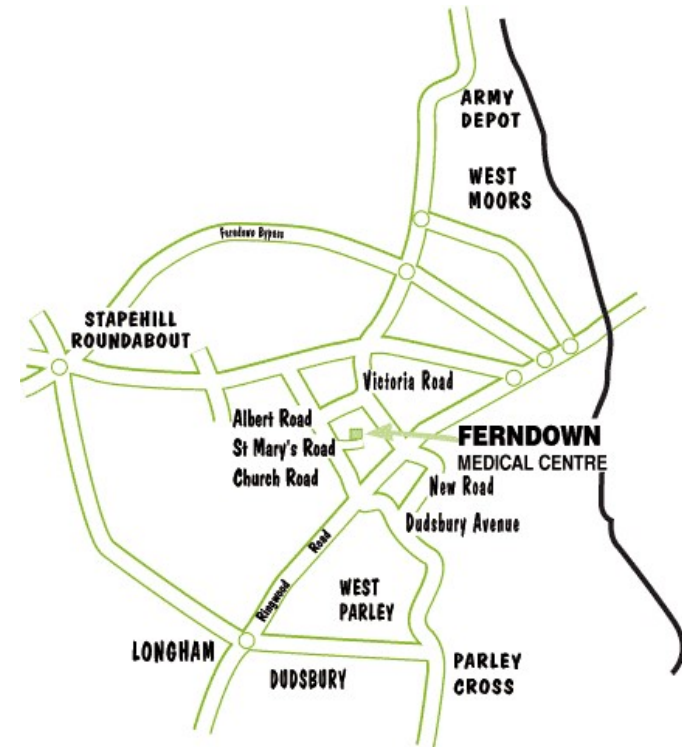 ARMY
DEPOT
WEST
MOORS
Ferndown Bypass
STAPEHILL
ROUNDABOUT
Victoria Road
Albert Road
St Mary's Road
Church Road
FERNDOWN
MEDICAL CENTRE
New Road
Dudsbury Avenue
Ringwood Road
WEST
PARLEY
LONGHAM
DUDSBURY
PARLEY
CROSS